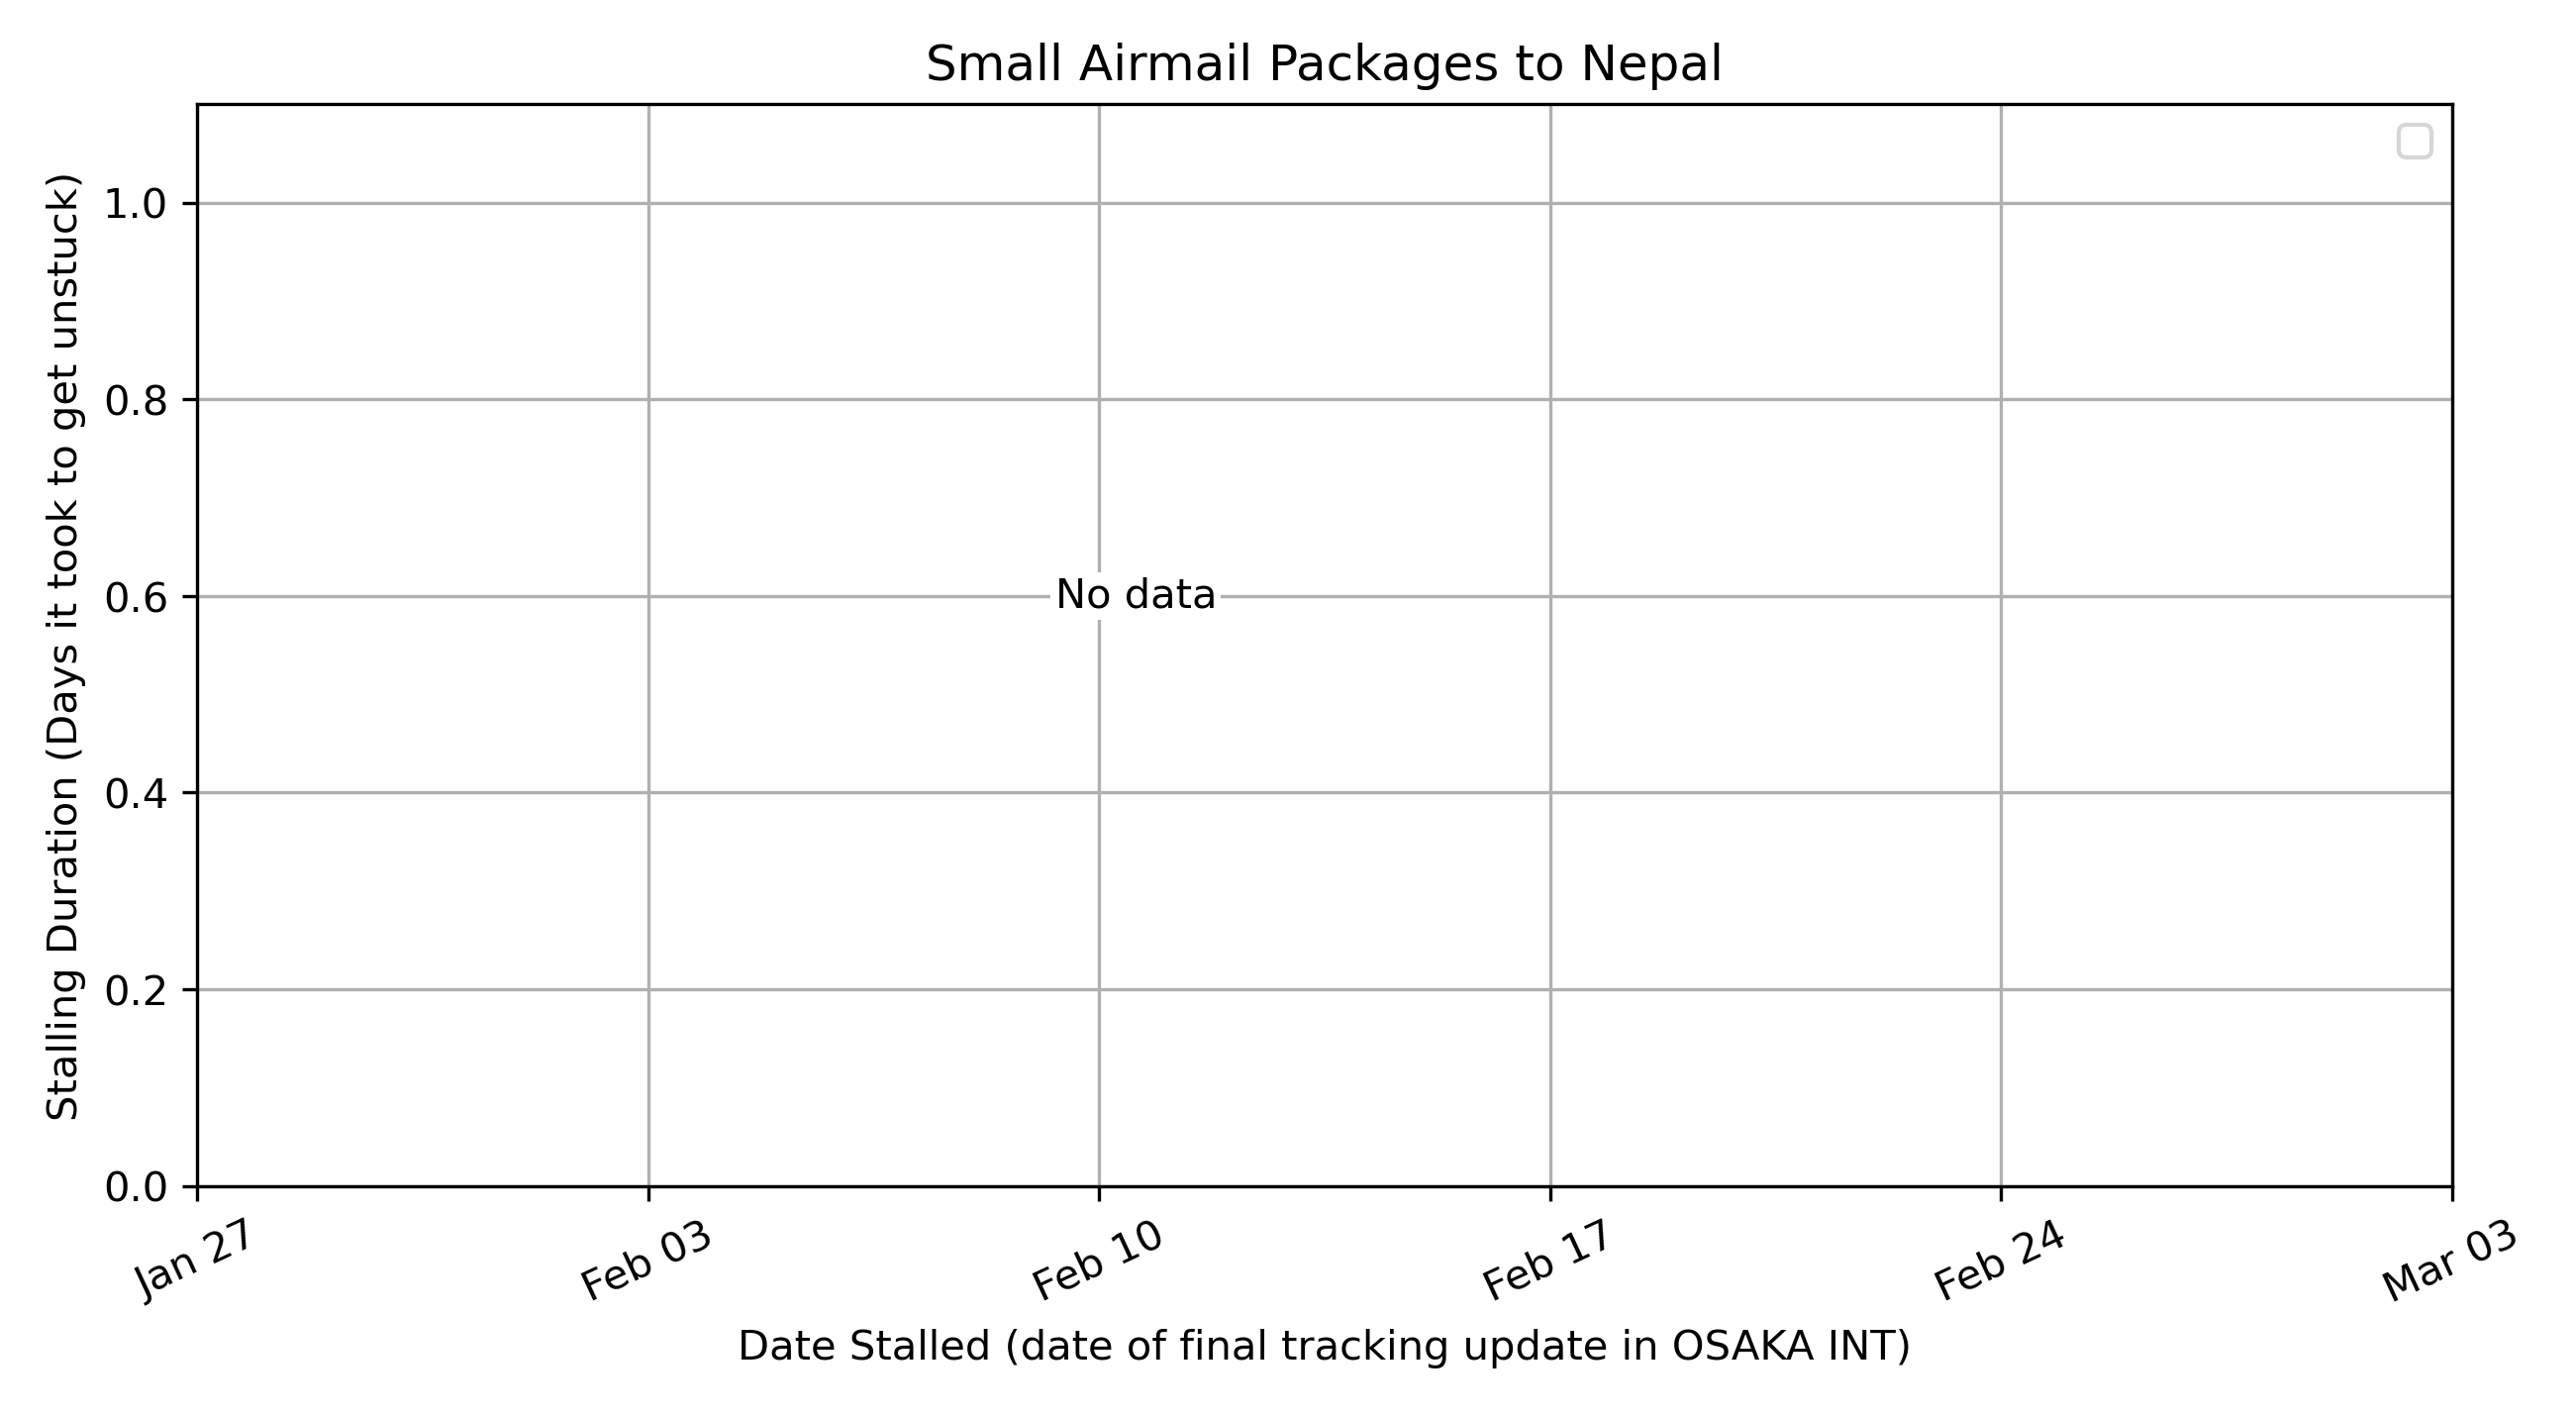 Small Airmail Packages to Nepal
Stalling Duration (Days it took to get unstuck)
1.0
0.8
0.6
0.4
0.2
0.0
No data
Jan 27
Feb 03
Feb 10
Feb 17
Feb 24
Mar 03
Date Stalled (date of final tracking update in OSAKA INT)